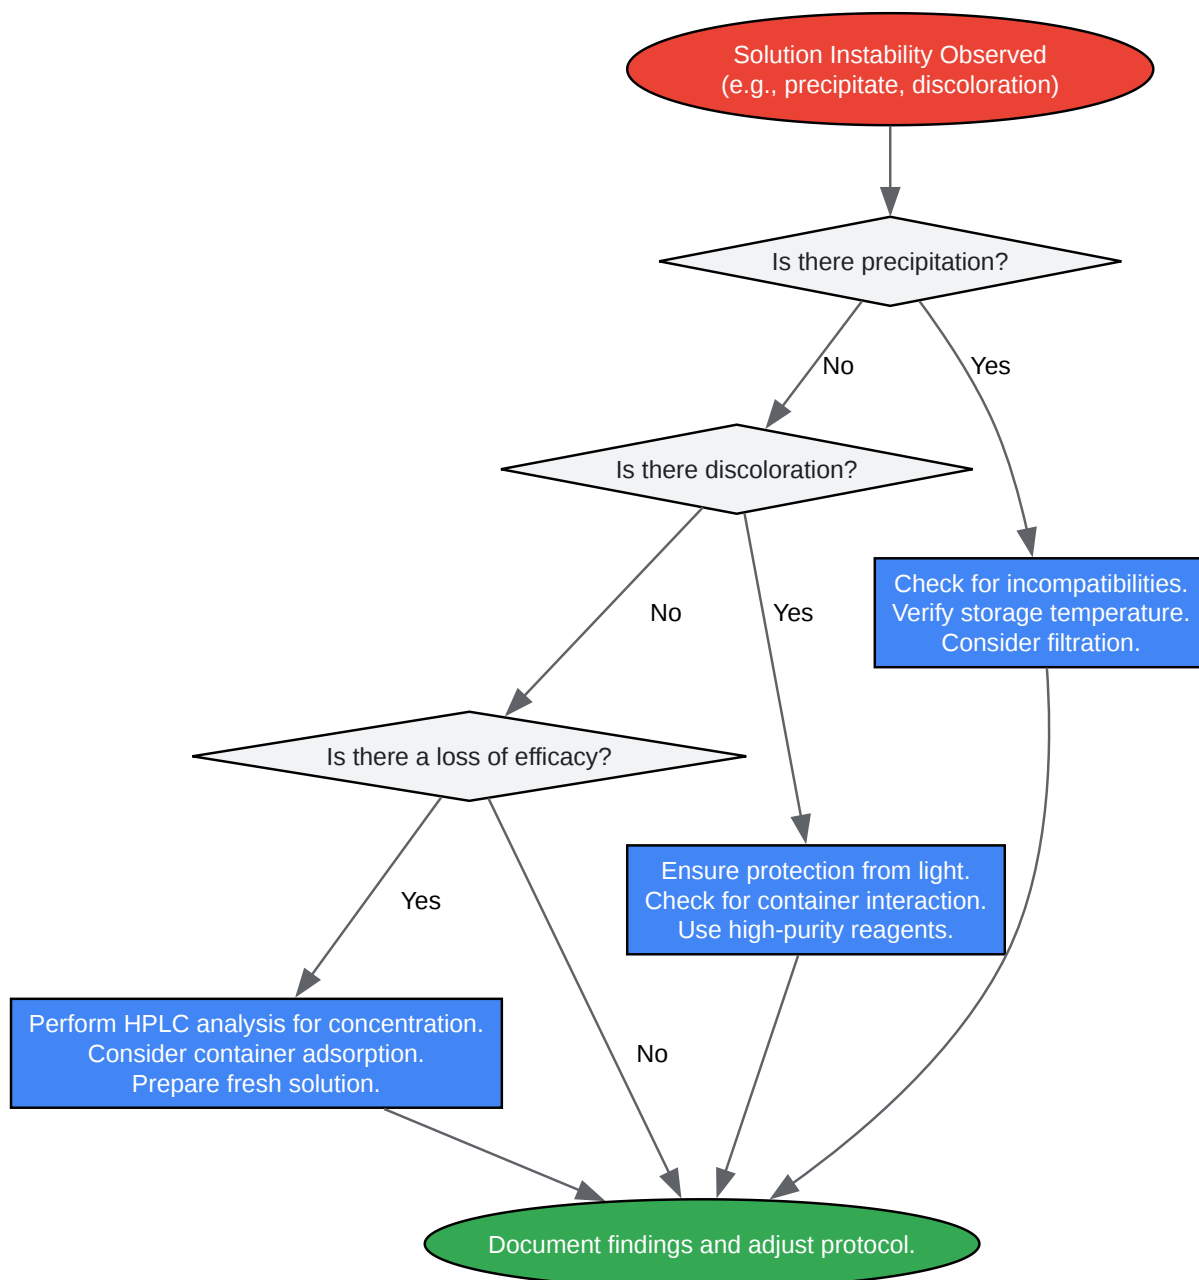 Solution Instability Observed
(e.g., precipitate, discoloration)
Is there precipitation?
No
Yes
Is there discoloration?
Check for incompatibilities.
Verify storage temperature.
Consider filtration.
No
Yes
Is there a loss of efficacy?
Ensure protection from light.
Check for container interaction.
Use high-purity reagents.
Yes
Perform HPLC analysis for concentration.
Consider container adsorption.
Prepare fresh solution.
No
Document findings and adjust protocol.